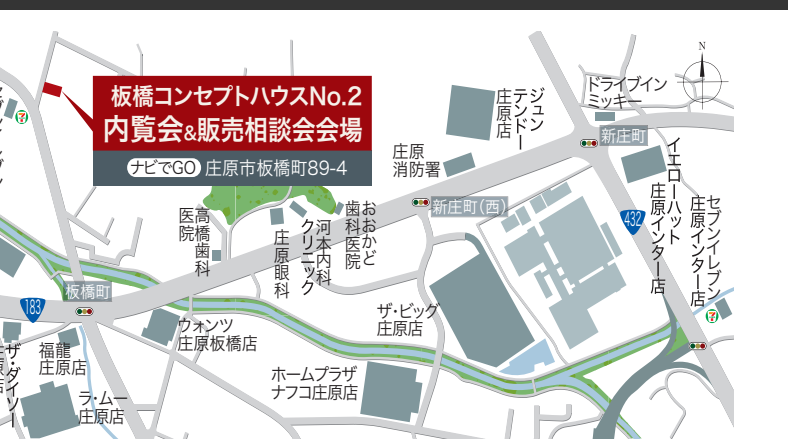 板橋コンセプトハウスNo.2
内覧会&販売相談会会場
ナビでGO 庄原市板橋町89-4
N
ドライブイン
ミッキー
ジュン
テンドー
庄原店
新庄町
庄原
消防署
イエローハット
庄原インター店
432
セブンイレブン
庄原インター店
7
新庄町(西)
おおかど
歯科医院
河本内科
クリニック
庄原眼科
高橋歯科
医院
7
板橋町
183
ウォンツ
庄原板橋店
ザ・ビッグ
庄原店
ホームプラザ
ナフコ庄原店
福龍
庄原店
ラ・ムー
庄原店
ザ・ダイソー